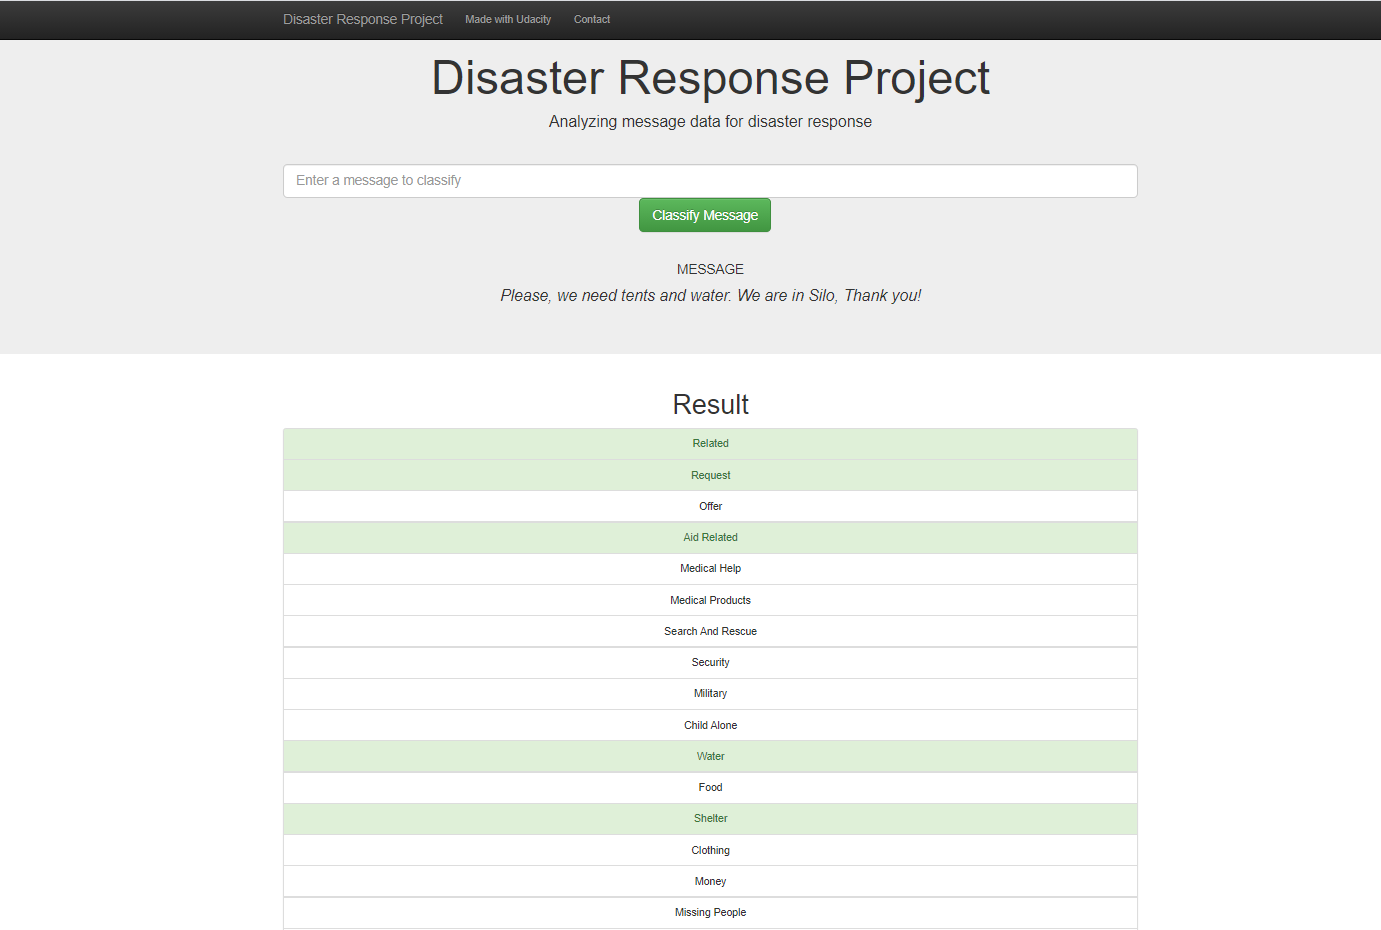 Disaster Response Project Made with Udacity Contact
Disaster Response Project
Analyzing message data for disaster response
Enter a message to classify
Classify Message
MESSAGE
Please, we need tents and water. We are in Silo, Thank you!
Result
Related
Request
Offer
Aid Related
Medical Help
Medical Products
Search And Rescue
Security
Military
Child Alone
Water
Food
Shelter
Clothing
Money
Missing People